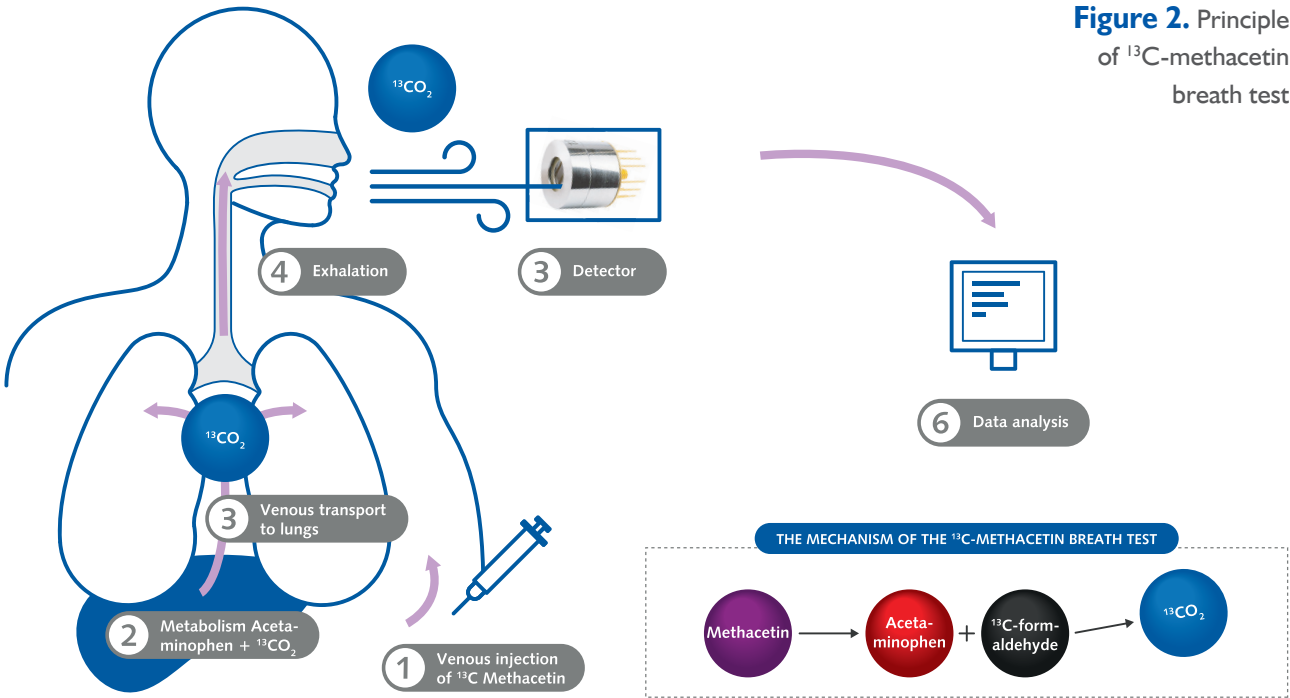 Figure 2. Principle
of ¹³C-methacetin
breath test
¹³CO₂
4 Exhalation
3 Detector
¹³CO₂
6 Data analysis
3 Venous transport
to lungs
2 Metabolism Aceta-
minophen + ¹³CO₂
1 Venous injection
of ¹³C Methacetin
THE MECHANISM OF THE ¹³C-METHACETIN BREATH TEST
Methacetin
Aceta-
minophen
+
¹³C-form-
aldehyde
¹³CO₂